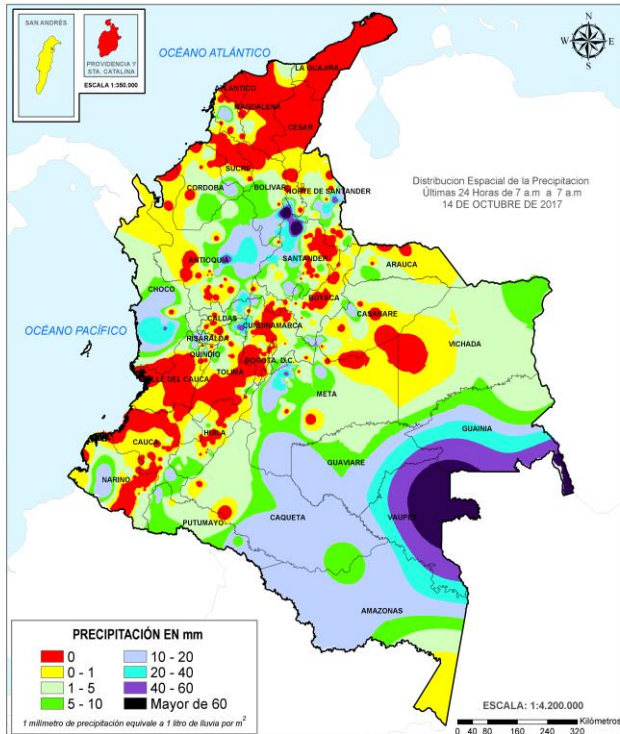 SAN ANDRÉS
PROVIDENCIA Y
STA. CATALINA
ESCALA 1:350.000
OCÉANO ATLÁNTICO
N
W
E
S
LA GUAJIRA
ATLANTICO
MAGDALENA
CESAR
SUCRE
CORDOBA
BOLIVAR
NORTE DE SANTANDER
Distribucion Espacial de la Precipitacion
Últimas 24 Horas de 7 a.m a 7 a.m
14 DE OCTUBRE DE 2017
ANTIOQUIA
SANTANDER
ARAUCA
CHOCO
BOYACA
CASANARE
OCÉANO PACÍFICO
CALDAS
CUNDINAMARCA
VICHADA
RISARALDA
QUINDIO
BOGOTA, D.C.
TOLIMA
VALLE DEL CAUCA
META
GUAINIA
HUILA
CAUCA
GUAVIARE
NARIÑO
CAQUETA
VAUPES
PUTUMAYO
AMAZONAS
PRECIPITACIÓN EN mm
0
10 - 20
0 - 1
20 - 40
1 - 5
40 - 60
5 - 10
Mayor de 60
1 milimetro de precipitación equivale a 1 litro de lluvia por m²
ESCALA: 1:4.200.000
Kilómetros
0 40 80 160 240 320